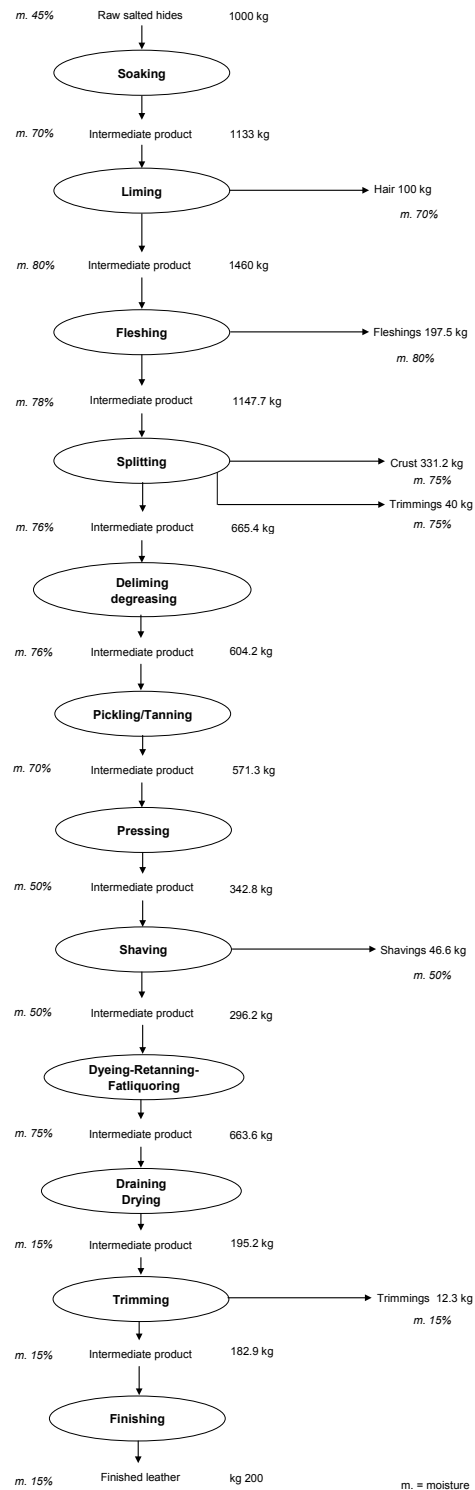 m. 45% Raw salted hides 1000 kg
Soaking
m. 70% Intermediate product 1133 kg
Liming
Hair 100 kg
m. 70%
m. 80% Intermediate product 1460 kg
Fleshing
Fleshings 197.5 kg
m. 80%
m. 78% Intermediate product 1147.7 kg
Splitting
Crust 331.2 kg
m. 75%
Trimmings 40 kg
m. 75%
m. 76% Intermediate product 665.4 kg
Deliming
degreasing
m. 76% Intermediate product 604.2 kg
Pickling/Tanning
m. 70% Intermediate product 571.3 kg
Pressing
m. 50% Intermediate product 342.8 kg
Shaving
Shavings 46.6 kg
m. 50%
m. 50% Intermediate product 296.2 kg
Dyeing-Retanning-
Fatliquoring
m. 75% Intermediate product 663.6 kg
Draining
Drying
m. 15% Intermediate product 195.2 kg
Trimming
Trimmings 12.3 kg
m. 15%
m. 15% Intermediate product 182.9 kg
Finishing
m. 15% Finished leather kg 200
m. = moisture